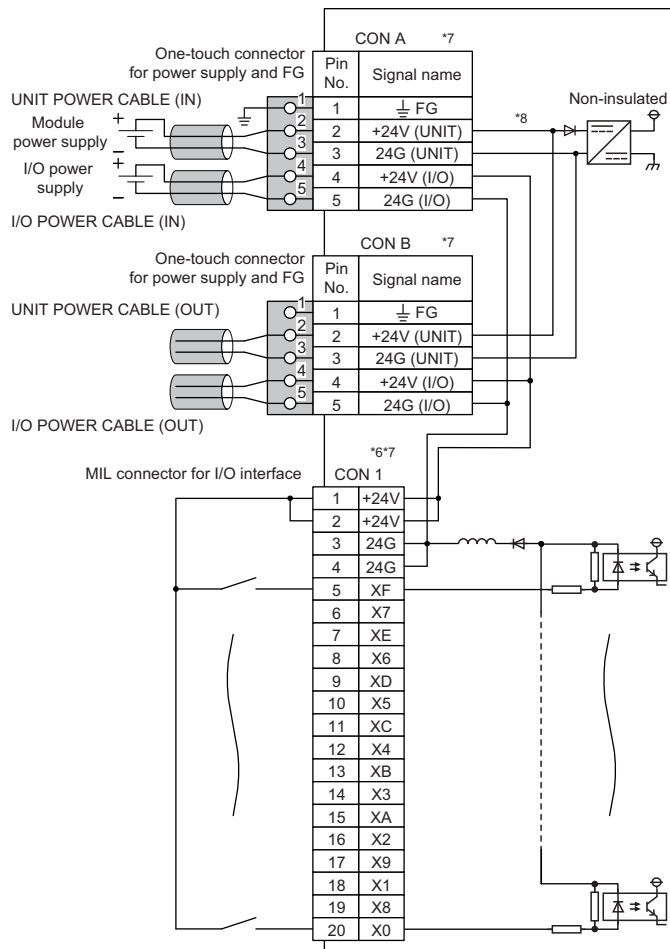 CON A *7
One-touch connector
for power supply and FG
Pin No. Signal name
UNIT POWER CABLE (IN)
Module
power supply
+
−
I/O power
supply
+
−
I/O POWER CABLE (IN)
1 1 FG
2 2 +24V (UNIT)
3 3 24G (UNIT)
4 4 +24V (I/O)
5 5 24G (I/O)
*8
Non-insulated
CON B *7
One-touch connector
for power supply and FG
Pin No. Signal name
UNIT POWER CABLE (OUT)
1 1 FG
2 2 +24V (UNIT)
3 3 24G (UNIT)
4 4 +24V (I/O)
5 5 24G (I/O)
I/O POWER CABLE (OUT)
*6*7
MIL connector for I/O interface CON 1
1 +24V
2 +24V
3 24G
4 24G
5 XF
6 X7
7 XE
8 X6
9 XD
10 X5
11 XC
12 X4
13 XB
14 X3
15 XA
16 X2
17 X9
18 X1
19 X8
20 X0